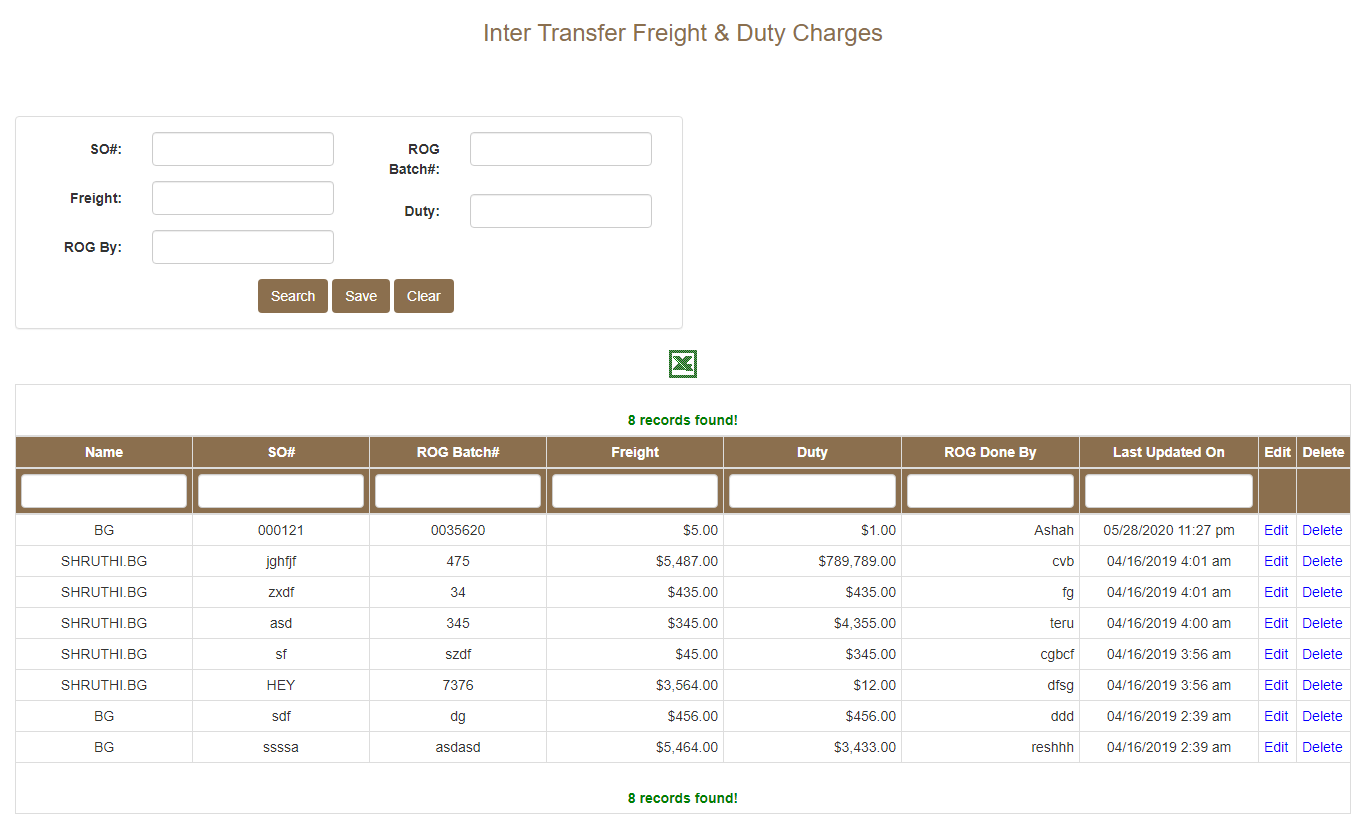 Inter Transfer Freight & Duty Charges
SO#:
ROG Batch#:
Freight:
Duty:
ROG By:
Search Save Clear
8 records found!
Name SO# ROG Batch# Freight Duty ROG Done By Last Updated On Edit Delete
BG 000121 0035620 $5.00 $1.00 Ashah 05/28/2020 11:27 pm Edit Delete
SHRUTHI.BG jghfjf 475 $5,487.00 $789,789.00 cvb 04/16/2019 4:01 am Edit Delete
SHRUTHI.BG zxdf 34 $435.00 $435.00 fg 04/16/2019 4:01 am Edit Delete
SHRUTHI.BG asd 345 $345.00 $4,355.00 teru 04/16/2019 4:00 am Edit Delete
SHRUTHI.BG sf szdf $45.00 $345.00 cgbcf 04/16/2019 3:56 am Edit Delete
SHRUTHI.BG HEY 7376 $3,564.00 $12.00 dfsg 04/16/2019 3:56 am Edit Delete
BG sdf dg $456.00 $456.00 ddd 04/16/2019 2:39 am Edit Delete
BG ssssa asdasd $5,464.00 $3,433.00 reshhh 04/16/2019 2:39 am Edit Delete
8 records found!